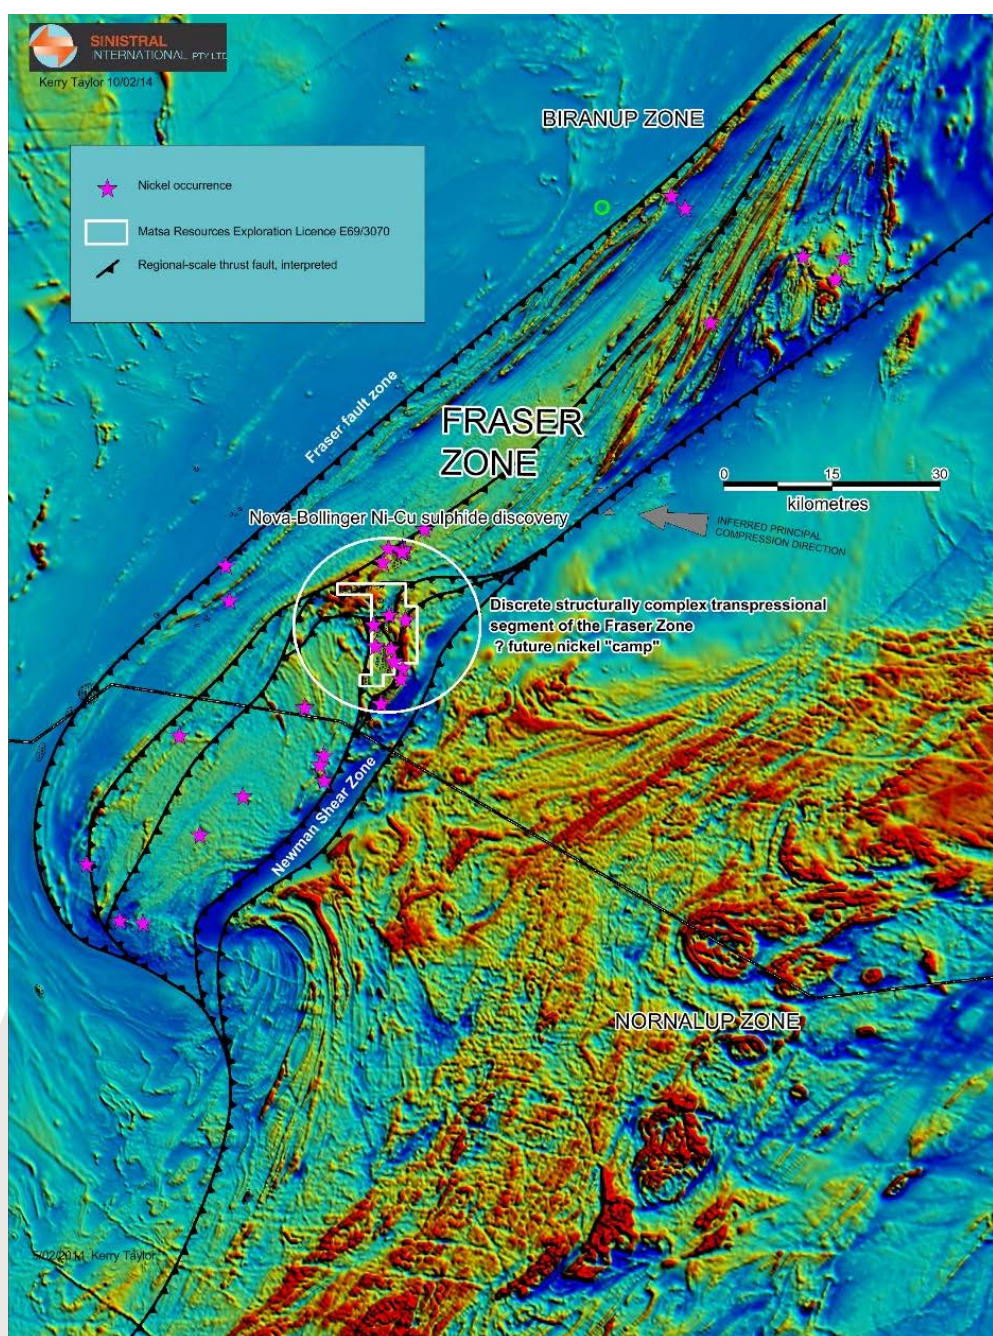 SINISTRAL
INTERNATIONAL PTY LTD
Kerry Taylor 10/02/14
BIRANUP ZONE
Nickel occurrence
Matsa Resources Exploration Licence E69/3070
Regional-scale thrust fault, interpreted
Fraser fault zone
FRASER
ZONE
0 15 30
kilometres
Nova-Bollinger Ni-Cu sulphide discovery
INFERRED PRINCIPAL
COMPRESSION DIRECTION
Discrete structurally complex transpressional
segment of the Fraser Zone
? future nickel "camp"
Newman Shear Zone
NORNALUP ZONE
5/02/2014 Kerry Taylor